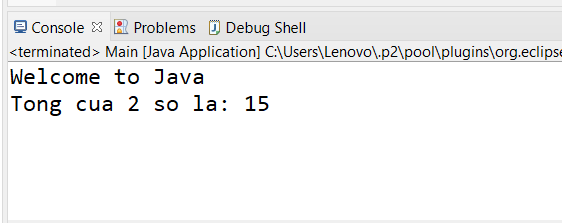 Console Problems Debug Shell
<terminated> Main [Java Application] C:\Users\Lenovo\.p2\pool\plugins\org.eclipse
Welcome to Java
Tong cua 2 so la: 15